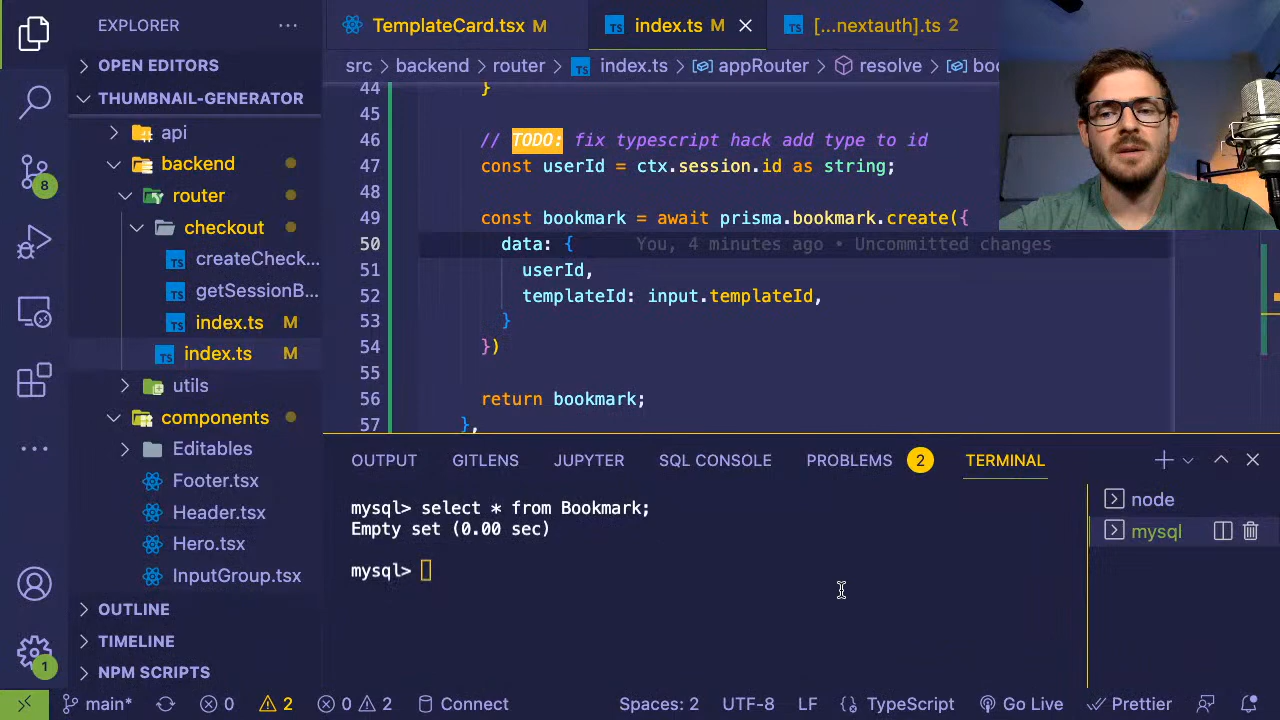 EXPLORER
OPEN EDITORS
THUMBNAIL-GENERATOR
api
backend
router
checkout
createCheck...
getSessionB...
index.ts M
index.ts M
utils
components
Editables
Footer.tsx
Header.tsx
Hero.tsx
InputGroup.tsx
OUTLINE
TIMELINE
NPM SCRIPTS
8
1
TemplateCard.tsx M
TS index.ts M
TS [...nextauth].ts 2
src > backend > router > TS index.ts > appRouter > resolve >
44 }
45
46 // TODO: fix typescript hack add type to id
47 const userId = ctx.session.id as string;
48
49 const bookmark = await prisma.bookmark.create({
50 data: { You, 4 minutes ago • Uncommitted changes
51 userId,
52 templateId: input.templateId,
53 }
54 })
55
56 return bookmark;
57 },
OUTPUT GITLENS JUPYTER SQL CONSOLE PROBLEMS 2 TERMINAL
mysql> select * from Bookmark;
Empty set (0.00 sec)
mysql>
node
mysql
main* 0 2 0 2 Connect Spaces: 2 UTF-8 LF TypeScript Go Live Prettier